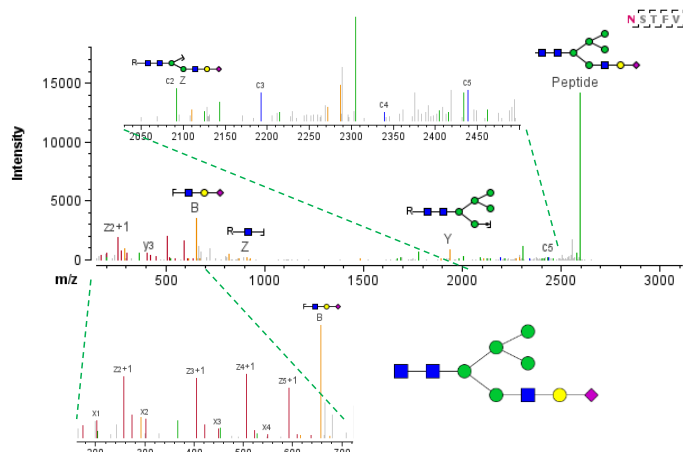 N S T F V
R
Z
C2
C3
C4
C5
2050 2100 2150 2200 2250 2300 2350 2400 2450
Peptide
15000
10000
5000
0
Intensity
F
B
R
Z
R
Y
Z2+1
y3
C5
m/z
500 1000 1500 2000 2500 3000
F
B
Z2+1
Z3+1
Z4+1
Z5+1
X1
X2
X3
X4
200 300 400 500 600 700